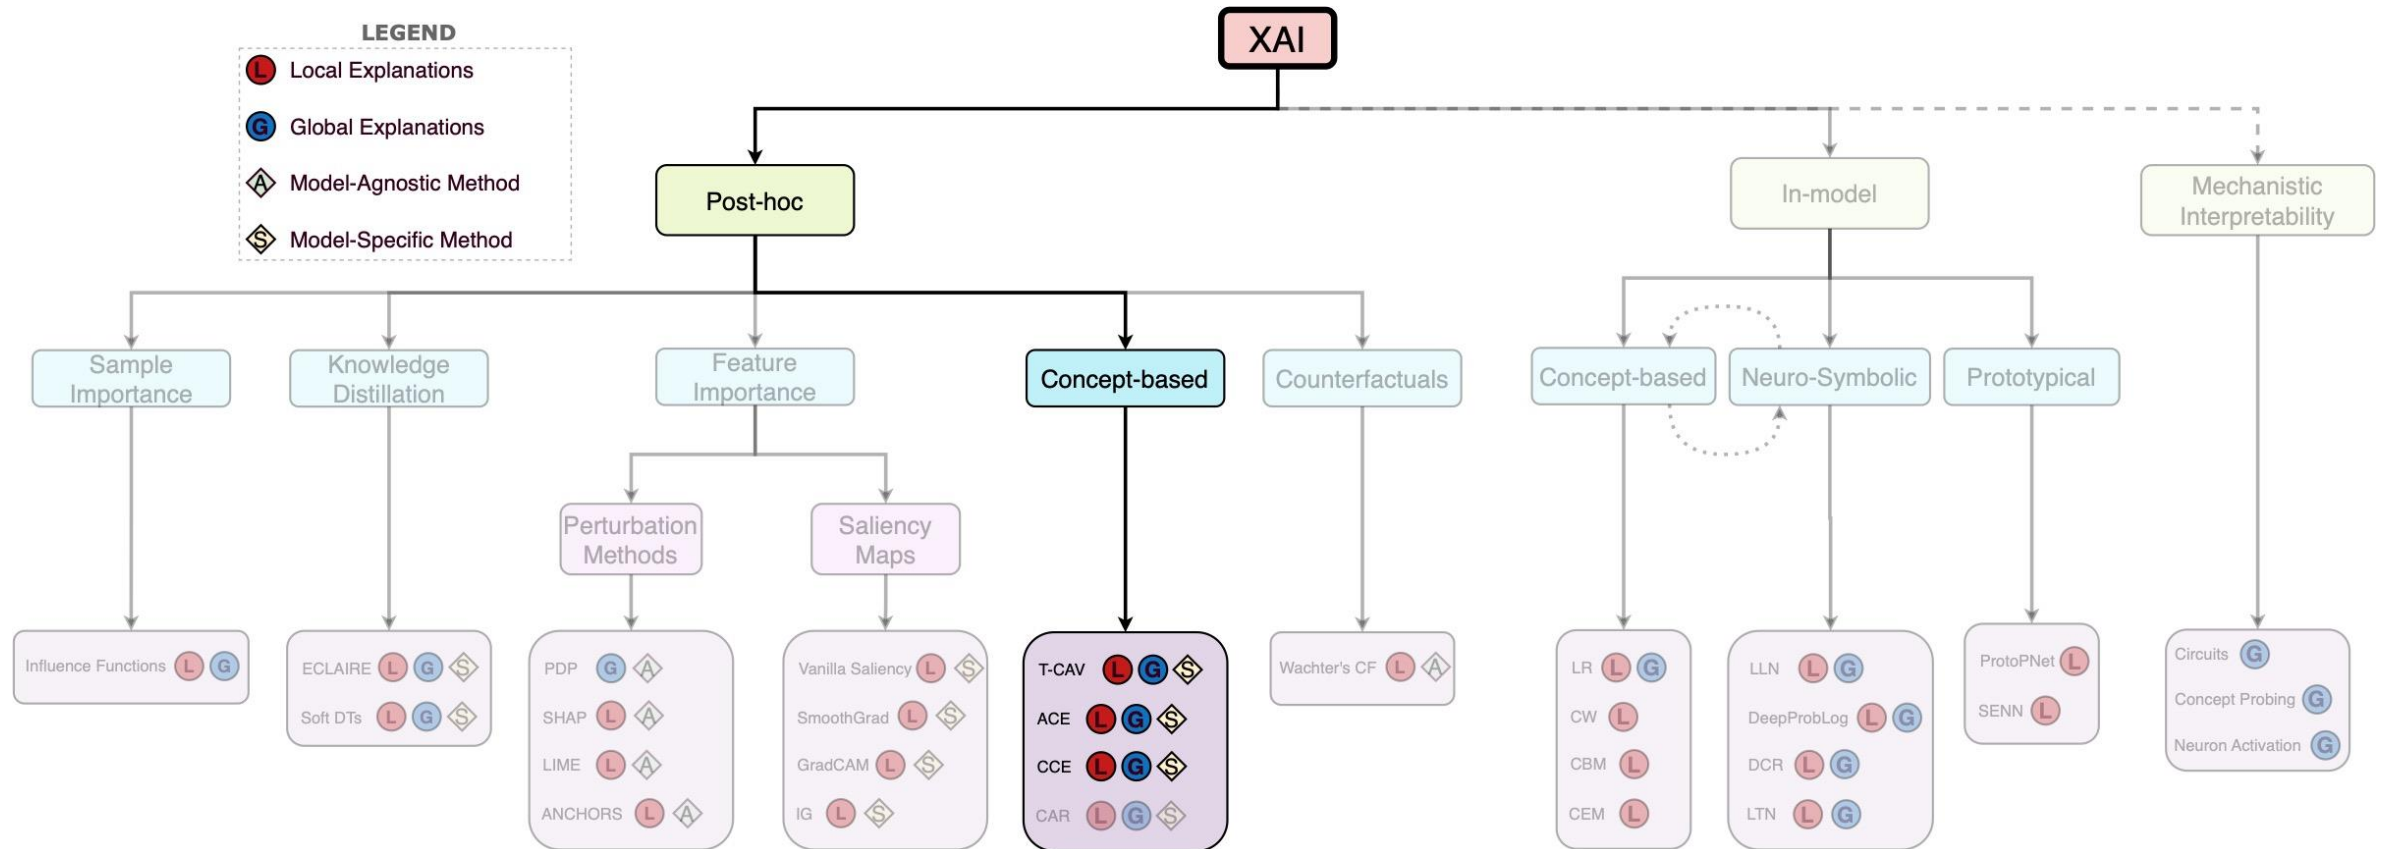 XAI
LEGEND
L Local Explanations
G Global Explanations
A Model-Agnostic Method
S Model-Specific Method
Post-hoc
In-model
Mechanistic
Interpretability
Sample
Importance
Knowledge
Distillation
Feature
Importance
Concept-based
Counterfactuals
Concept-based
Neuro-Symbolic
Prototypical
Perturbation
Methods
Saliency
Maps
Influence Functions L G
ECLAIRE L G S
Soft DTs L G S
PDP G A
SHAP L A
LIME L A
ANCHORS L A
Vanilla Saliency L S
SmoothGrad L S
GradCAM L S
IG L S
T-CAV L G S
ACE L G S
CCE L G S
CAR L G S
Wachter's CF L A
LR L G
CW L
CBM L
CEM L
LLN L G
DeepProbLog L G
DCR L G
LTN L G
ProtoPNet L
SENN L
Circuits G
Concept Probing G
Neuron Activation G